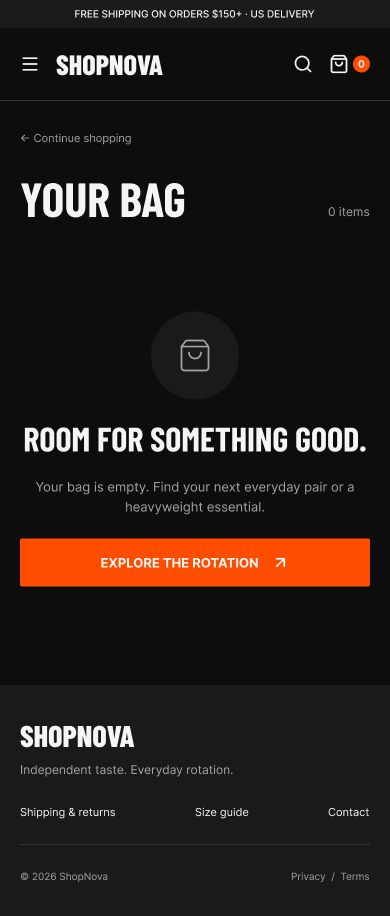 FREE SHIPPING ON ORDERS $150+ · US DELIVERY
SHOPNOVA
0
← Continue shopping
YOUR BAG
0 items
ROOM FOR SOMETHING GOOD.
Your bag is empty. Find your next everyday pair or a
heavyweight essential.
EXPLORE THE ROTATION
SHOPNOVA
Independent taste. Everyday rotation.
Shipping & returns
Size guide
Contact
© 2026 ShopNova
Privacy / Terms